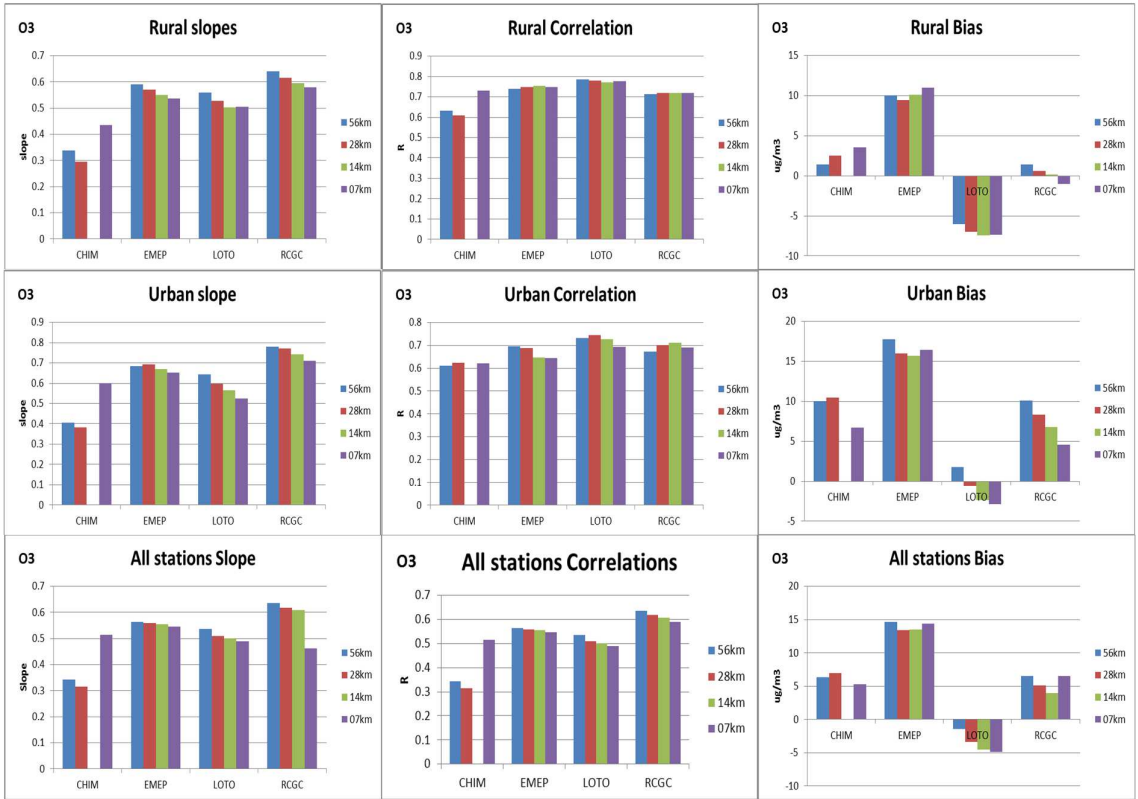 O3
Rural slopes
slope
0.7
0.6
0.5
0.4
0.3
0.2
0.1
0
CHIM EMEP LOTO RCGC
56km
28km
14km
07km
O3
Rural Correlation
R
0.9
0.8
0.7
0.6
0.5
0.4
0.3
0.2
0.1
0
CHIM EMEP LOTO RCGC
56km
28km
14km
07km
O3
Rural Bias
ug/m3
15
10
5
0
-5
-10
CHIM EMEP LOTO RCGC
56km
28km
14km
07km
O3
Urban slope
slope
0.9
0.8
0.7
0.6
0.5
0.4
0.3
0.2
0.1
0
CHIM EMEP LOTO RCGC
56km
28km
14km
07km
O3
Urban Correlation
R
0.9
0.8
0.7
0.6
0.5
0.4
0.3
0.2
0.1
0
CHIM EMEP LOTO RCGC
56km
28km
14km
07km
O3
Urban Bias
ug/m3
20
15
10
5
0
-5
CHIM EMEP LOTO RCGC
56km
28km
14km
07km
O3
All stations Slope
Slope
0.7
0.6
0.5
0.4
0.3
0.2
0.1
0
CHIM EMEP LOTO RCGC
56km
28km
14km
07km
O3
All stations Correlations
R
0.7
0.6
0.5
0.4
0.3
0.2
0.1
0
CHIM EMEP LOTO RCGC
56km
28km
14km
07km
O3
All stations Bias
ug/m3
20
15
10
5
0
-5
-10
CHIM EMEP LOTO RCGC
56km
28km
14km
07km